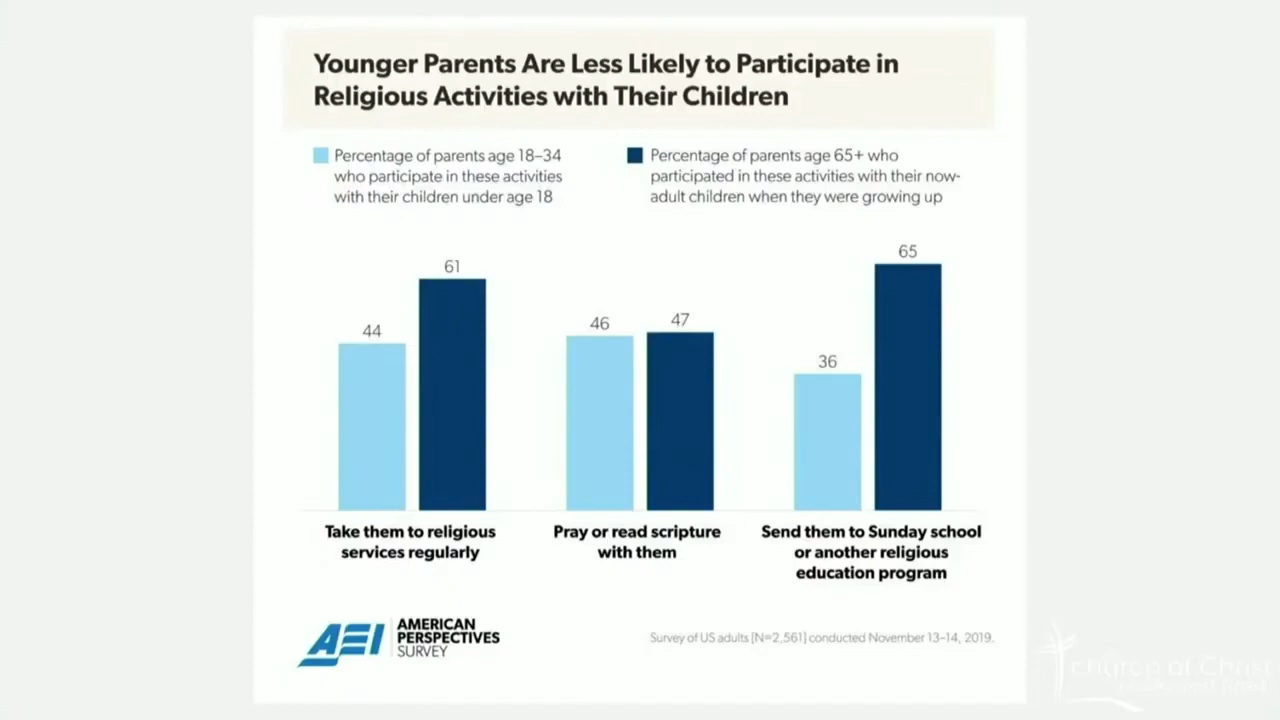 Younger Parents Are Less Likely to Participate in
Religious Activities with Their Children
Percentage of parents age 18–34
who participate in these activities
with their children under age 18
Percentage of parents age 65+ who
participated in these activities with their now-
adult children when they were growing up
44
61
46
47
36
65
Take them to religious
services regularly
Pray or read scripture
with them
Send them to Sunday school
or another religious
education program
AEI
AMERICAN
PERSPECTIVES
SURVEY
Survey of US adults [N=2,561] conducted November 13–14, 2019.
church of Christ